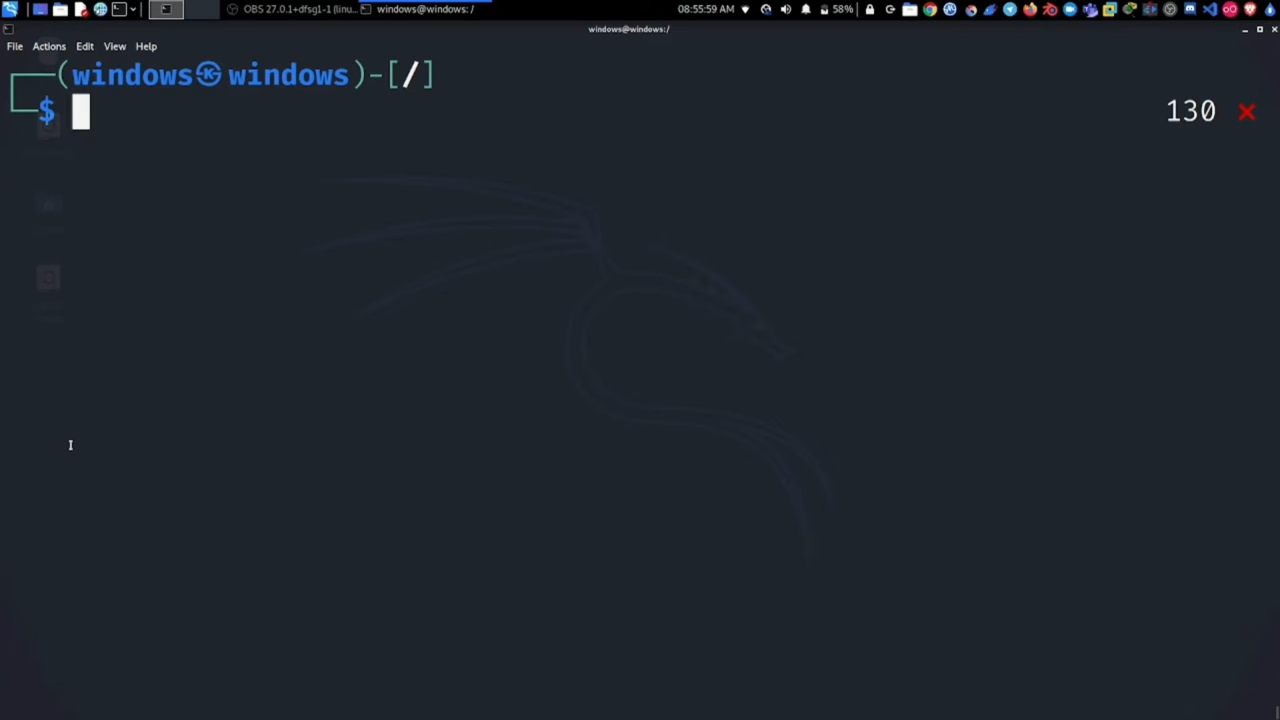 OBS 27.0.1+dfsg1-1 (linu...
windows@windows: /
08:55:59 AM
58%
windows@windows:/
File Actions Edit View Help
(windows㉿windows)-[/]
$
130 ✘